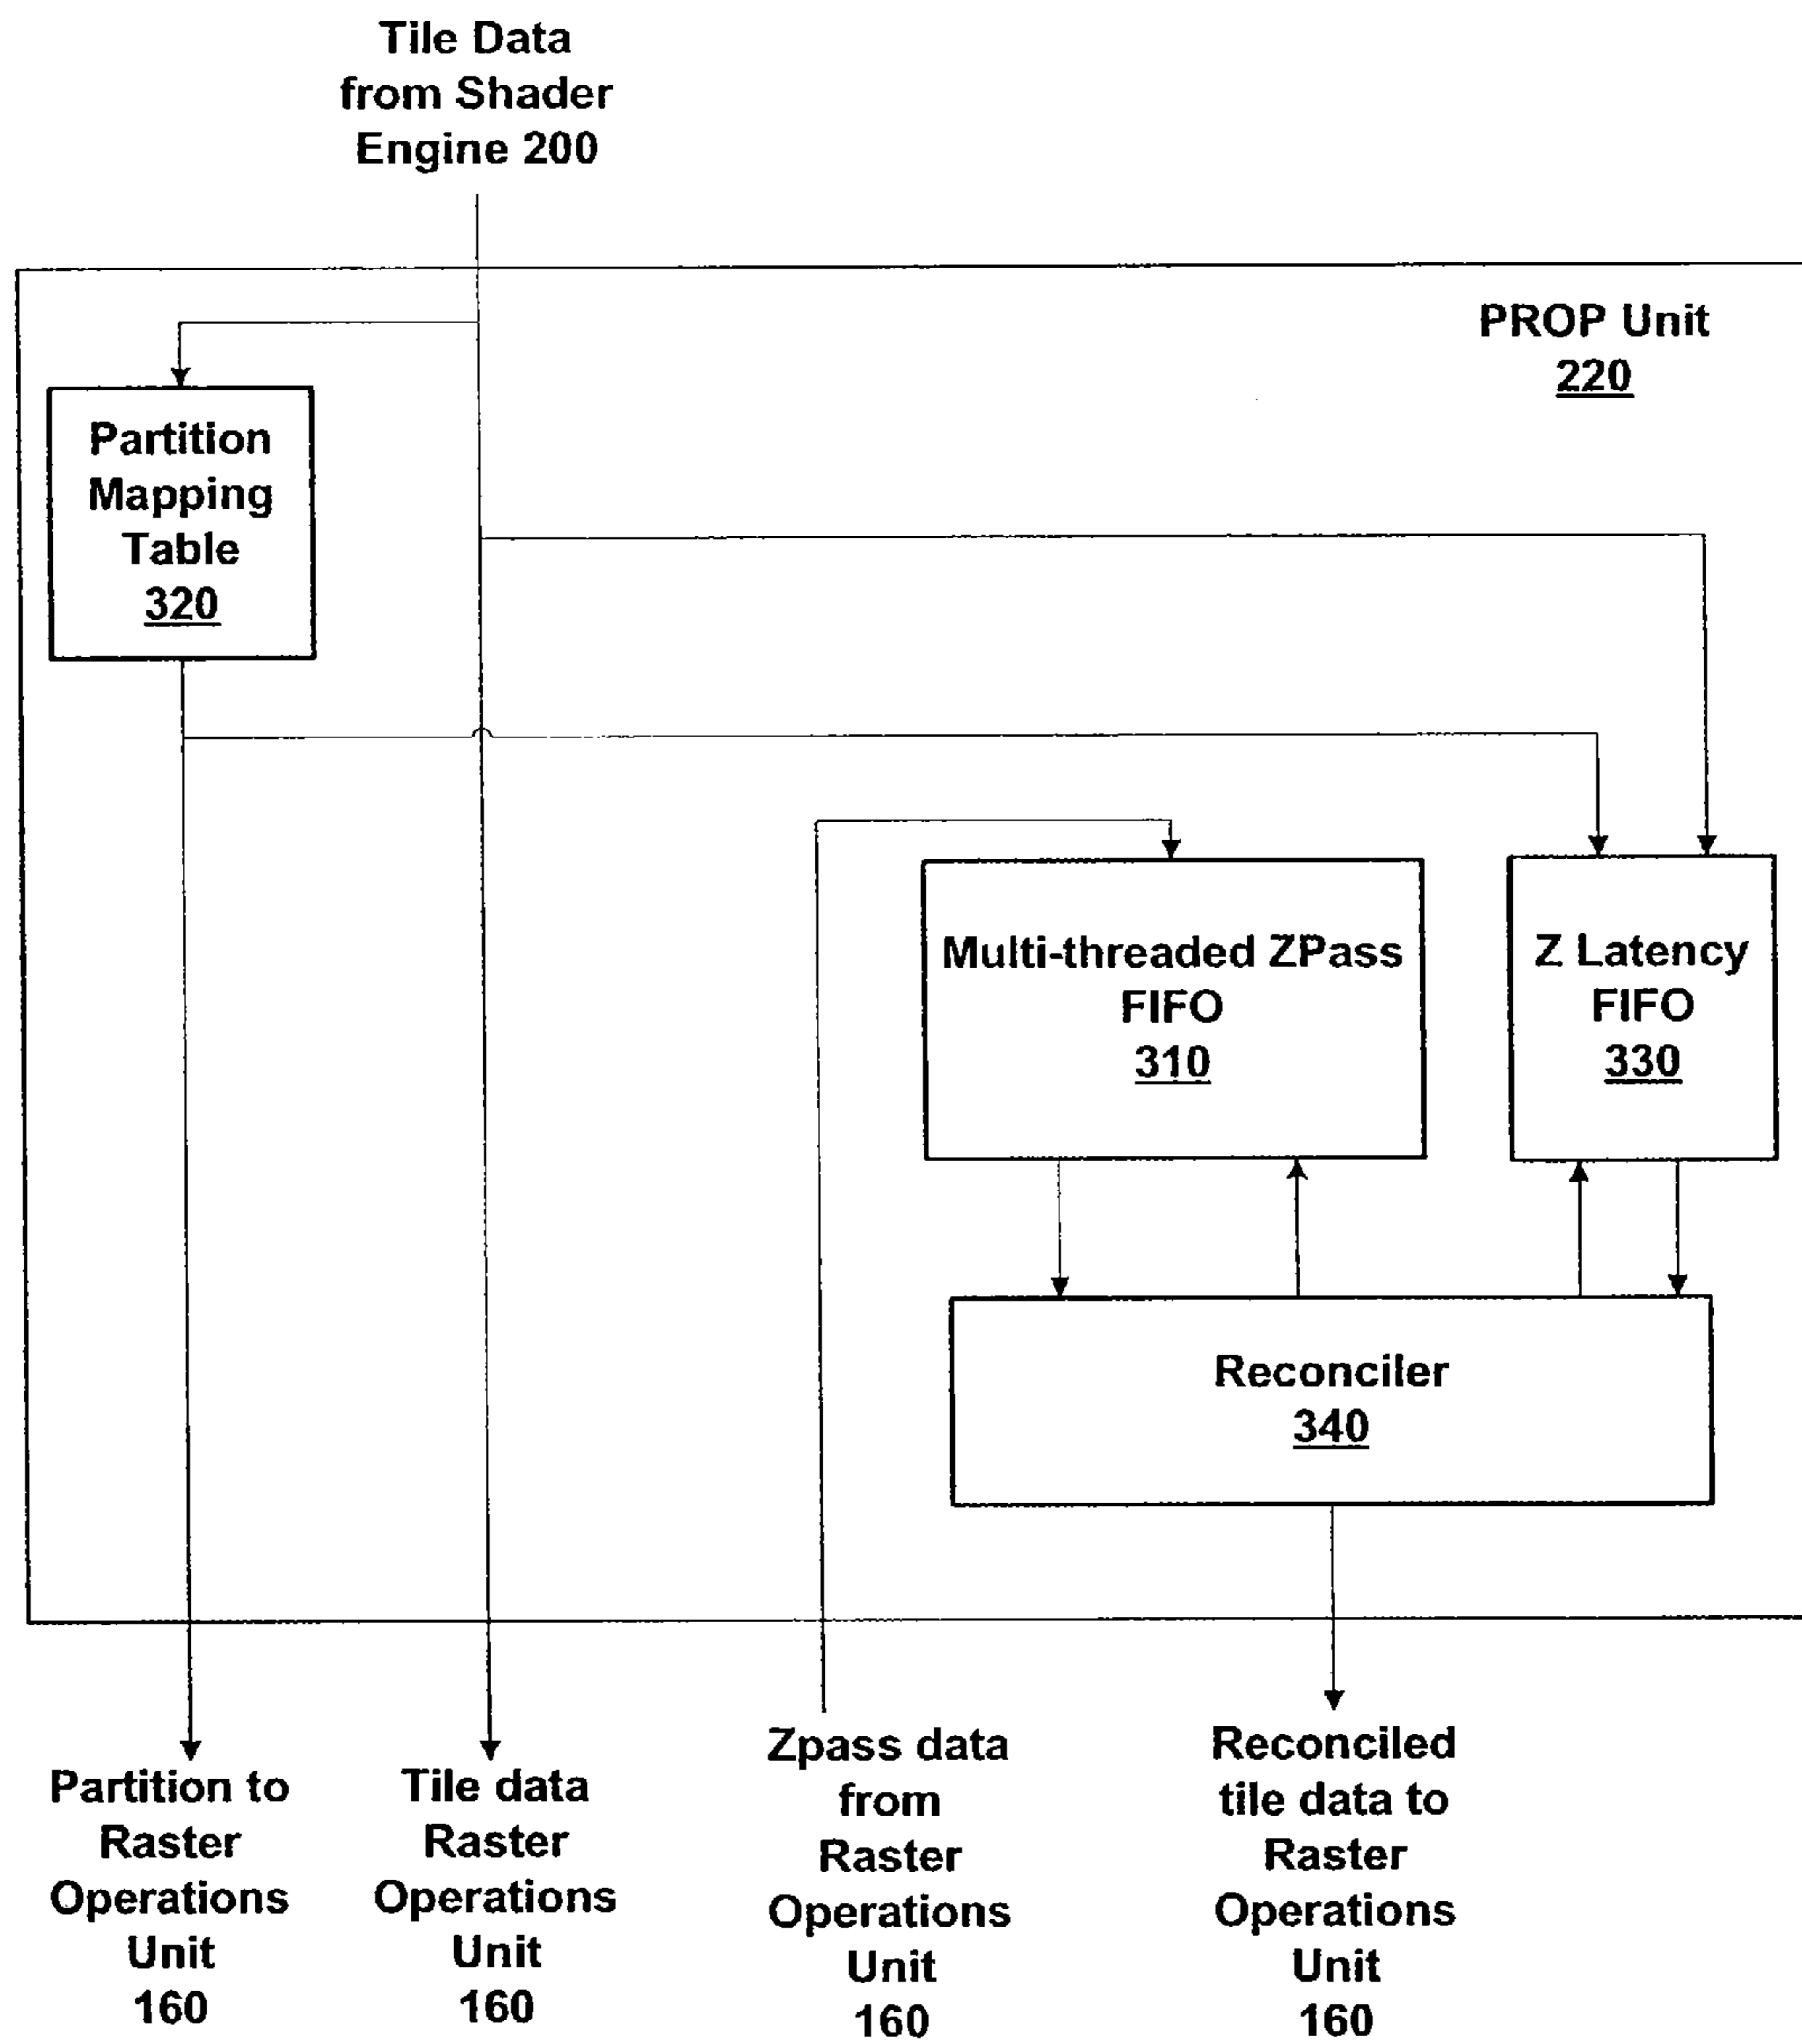 Tile Data
from Shader
Engine 200
PROP Unit
220
Partition
Mapping
Table
320
Multi-threaded ZPass
FIFO
310
Z Latency
FIFO
330
Reconciler
340
Partition to
Raster
Operations
Unit
160
Tile data
Raster
Operations
Unit
160
Zpass data
from
Raster
Operations
Unit
160
Reconciled
tile data to
Raster
Operations
Unit
160